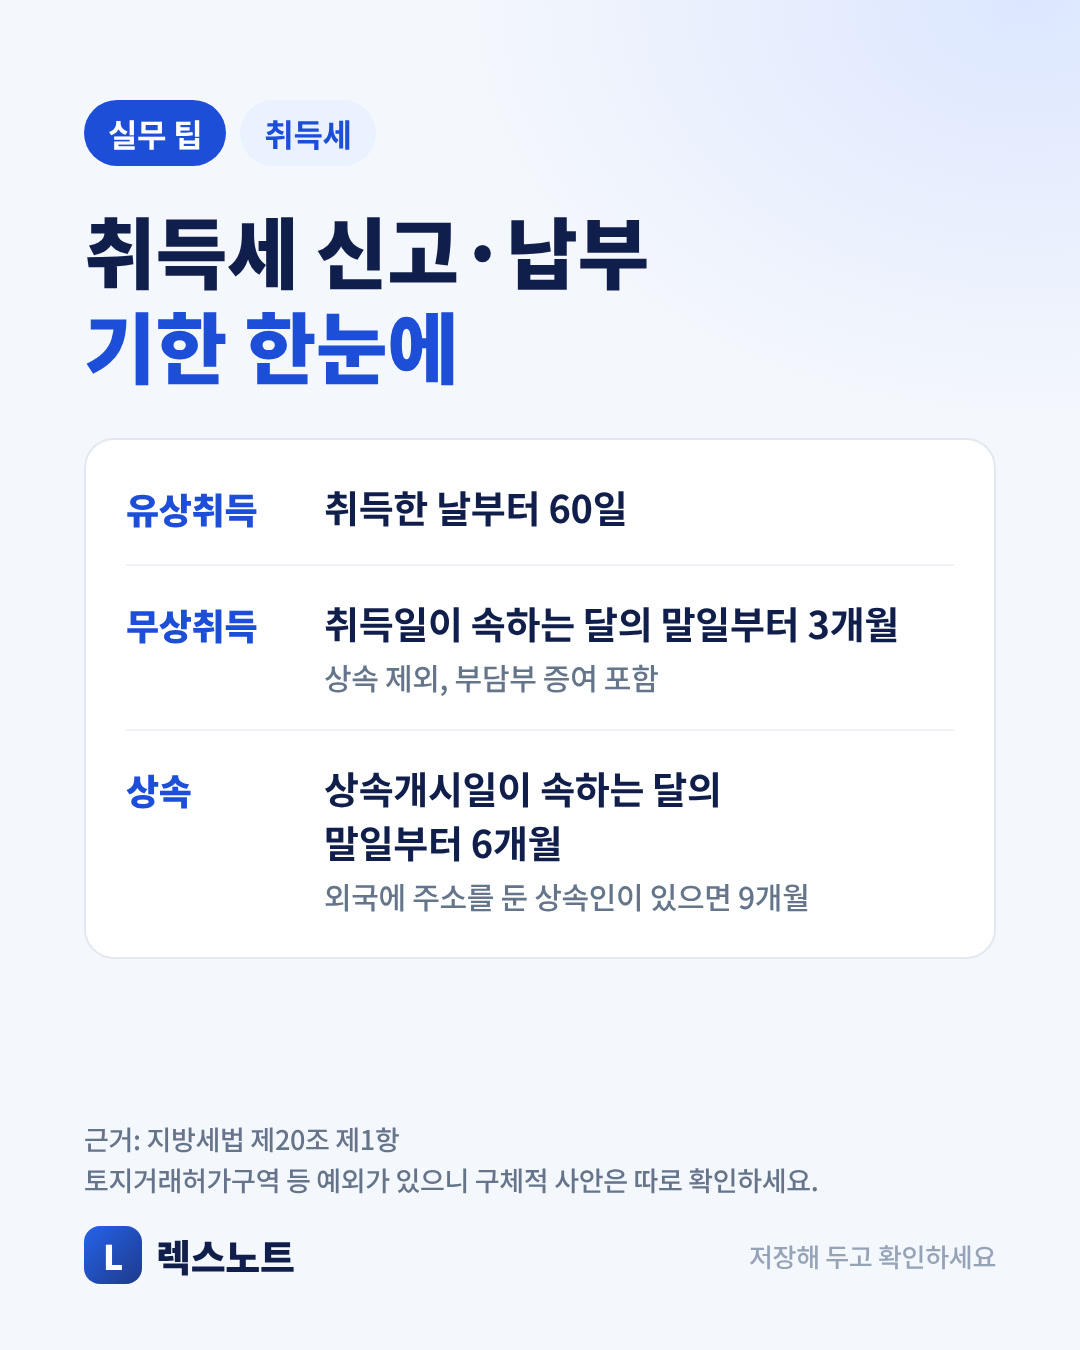 실무 팁
취득세
취득세 신고·납부
기한 한눈에
유상취득
취득한 날부터 60일
무상취득
취득일이 속하는 달의 말일부터 3개월
상속 제외, 부담부 증여 포함
상속
상속개시일이 속하는 달의
말일부터 6개월
외국에 주소를 둔 상속인이 있으면 9개월
근거: 지방세법 제20조 제1항
토지거래허가구역 등 예외가 있으니 구체적 사안은 따로 확인하세요.
L 렉스노트
저장해 두고 확인하세요